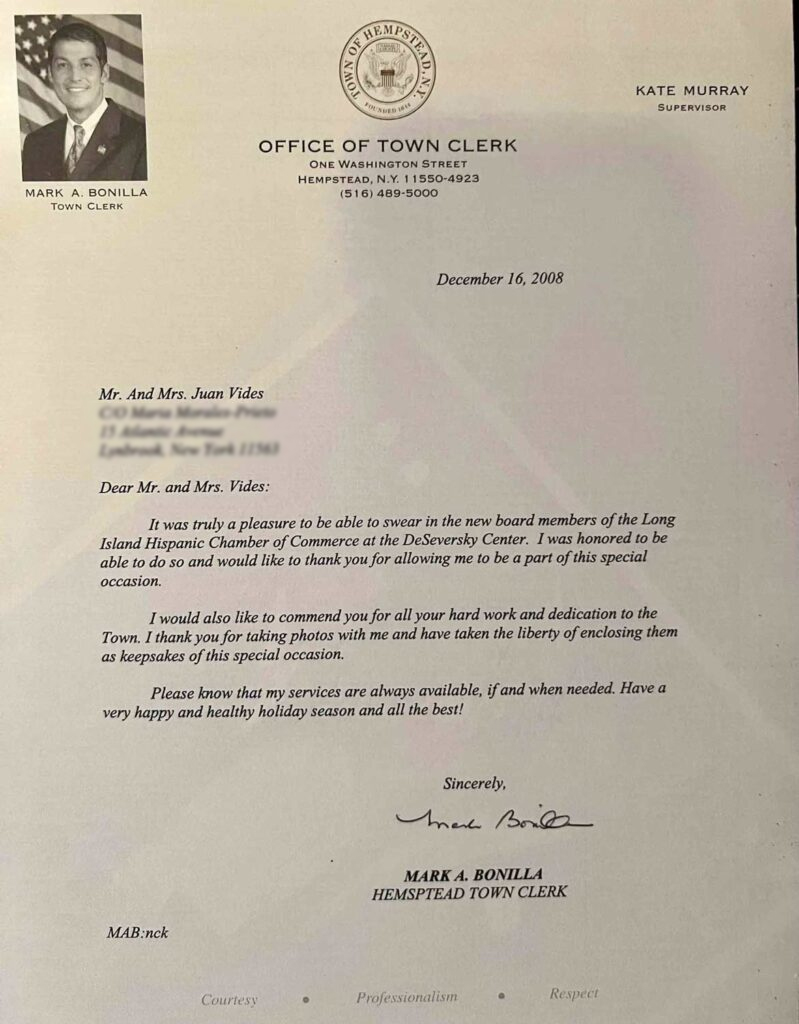 TOWN OF HEMPSTEAD, N.Y.
FOUNDED 1644
KATE MURRAY
SUPERVISOR
OFFICE OF TOWN CLERK
ONE WASHINGTON STREET
HEMPSTEAD, N.Y. 11550-4923
(516) 489-5000
MARK A. BONILLA
TOWN CLERK
December 16, 2008
Mr. And Mrs. Juan Vides
Dear Mr. and Mrs. Vides:
It was truly a pleasure to be able to swear in the new board members of the Long
Island Hispanic Chamber of Commerce at the DeSeversky Center. I was honored to be
able to do so and would like to thank you for allowing me to be a part of this special
occasion.
I would also like to commend you for all your hard work and dedication to the
Town. I thank you for taking photos with me and have taken the liberty of enclosing them
as keepsakes of this special occasion.
Please know that my services are always available, if and when needed. Have a
very happy and healthy holiday season and all the best!
Sincerely,
Mark Bonilla
MARK A. BONILLA
HEMSPTEAD TOWN CLERK
MAB:nck
Courtesy • Professionalism • Respect